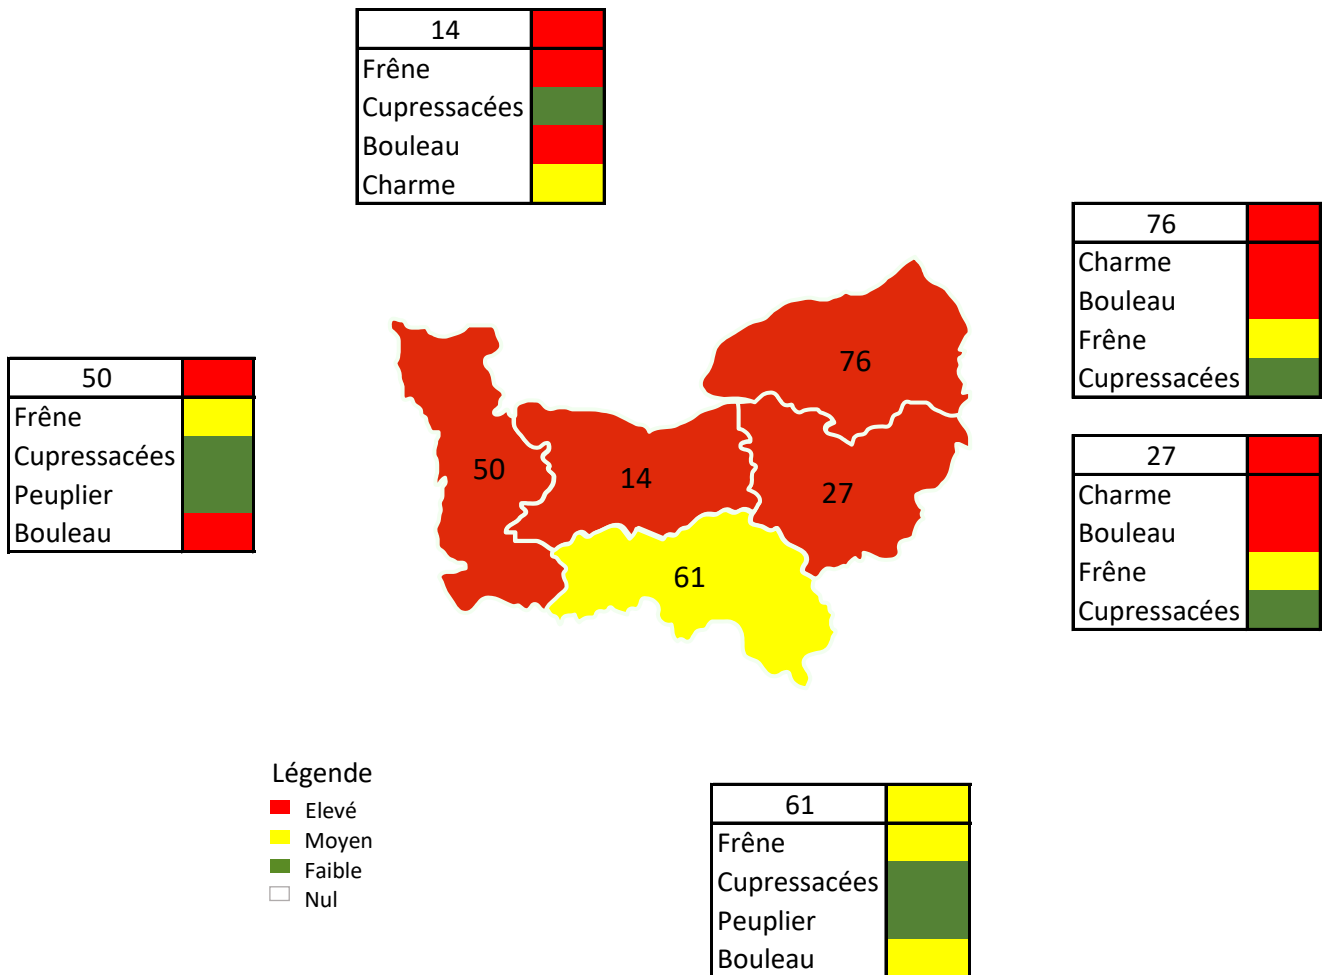 14
Frêne
Cupressacées
Bouleau
Charme
76
Charme
Bouleau
Frêne
Cupressacées
50
Frêne
Cupressacées
Peuplier
Bouleau
27
Charme
Bouleau
Frêne
Cupressacées
76
50
14
27
61
Légende
Elevé
Moyen
Faible
Nul
61
Frêne
Cupressacées
Peuplier
Bouleau